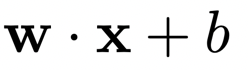 w · x + b